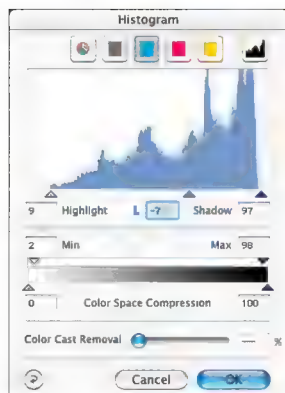 Histogram
9 Highlight L -7 Shadow 97
2 Min Max 98
0 Color Space Compression 100
Color Cast Removal — %
Cancel OK